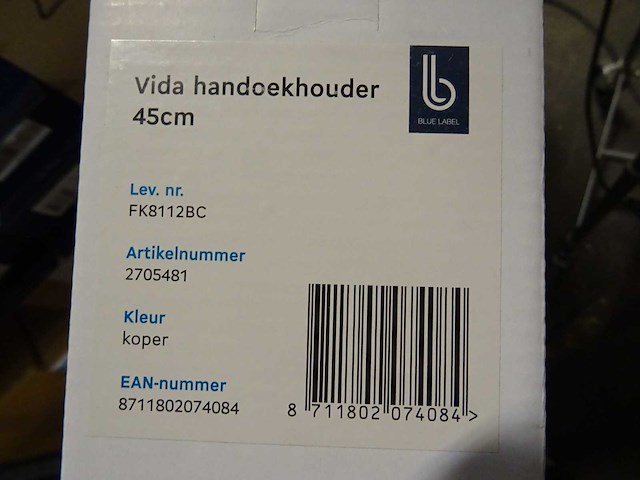 Vida handoekhouder
45cm
BLUE LABEL
Lev. nr.
FK8112BC
Artikelnummer
2705481
Kleur
koper
EAN-nummer
8711802074084
8 711802 074084 >